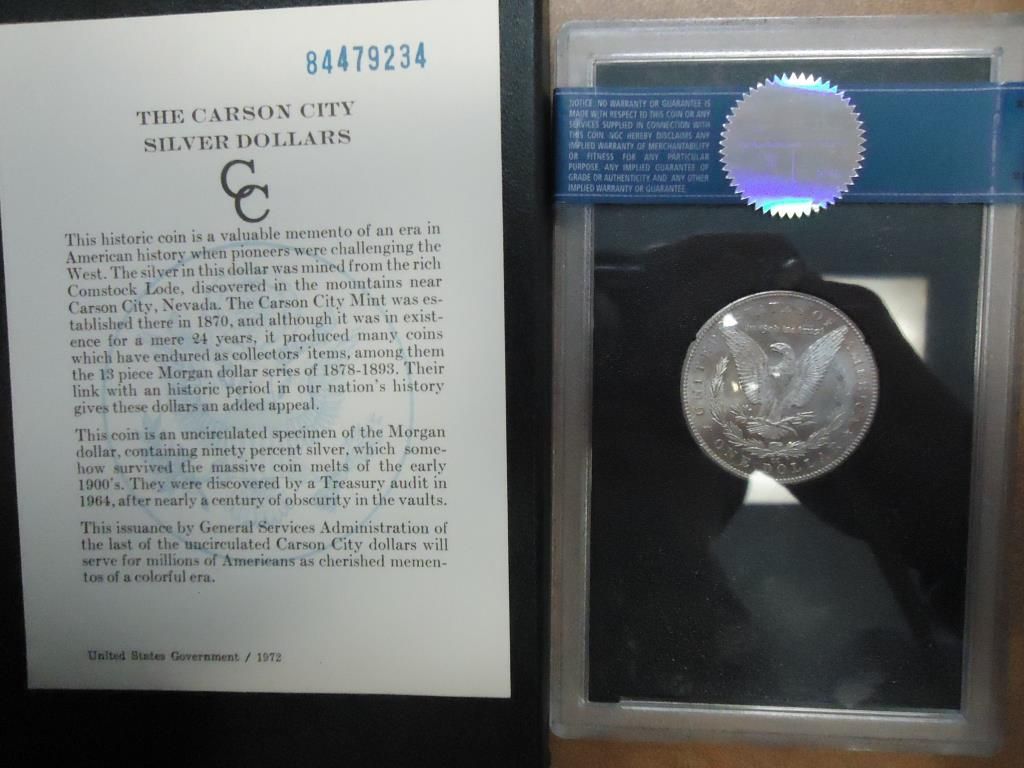 84479234
THE CARSON CITY
SILVER DOLLARS
CC
This historic coin is a valuable memento of an era in
American history when pioneers were challenging the
West. The silver in this dollar was mined from the rich
Comstock Lode, discovered in the mountains near
Carson City, Nevada. The Carson City Mint was es-
tablished there in 1870, and although it was in exist-
ence for a mere 24 years, it produced many coins
which have endured as collectors' items, among them
the 13 piece Morgan dollar series of 1878-1893. Their
link with an historic period in our nation's history
gives these dollars an added appeal.
This coin is an uncirculated specimen of the Morgan
dollar, containing ninety percent silver, which some-
how survived the massive coin melts of the early
1900's. They were discovered by a Treasury audit in
1964, after nearly a century of obscurity in the vaults.
This issuance by General Services Administration of
the last of the uncirculated Carson City dollars will
serve for millions of Americans as cherished memen-
tos of a colorful era.
United States Government / 1972
NOTICE: NO WARRANTY OR GUARANTEE IS
MADE WITH RESPECT TO THIS COIN OR ANY
SERVICES SUPPLIED IN CONNECTION WITH
THIS COIN. NGC HEREBY DISCLAIMS ANY
IMPLIED WARRANTY OF MERCHANTABILITY
OR FITNESS FOR ANY PARTICULAR
PURPOSE, ANY IMPLIED GUARANTEE OF
GRADE OR AUTHENTICITY, AND ANY OTHER
IMPLIED WARRANTY OR GUARANTEE.
UNITED STATES OF AMERICA
In God we trust
ONE DOLLAR